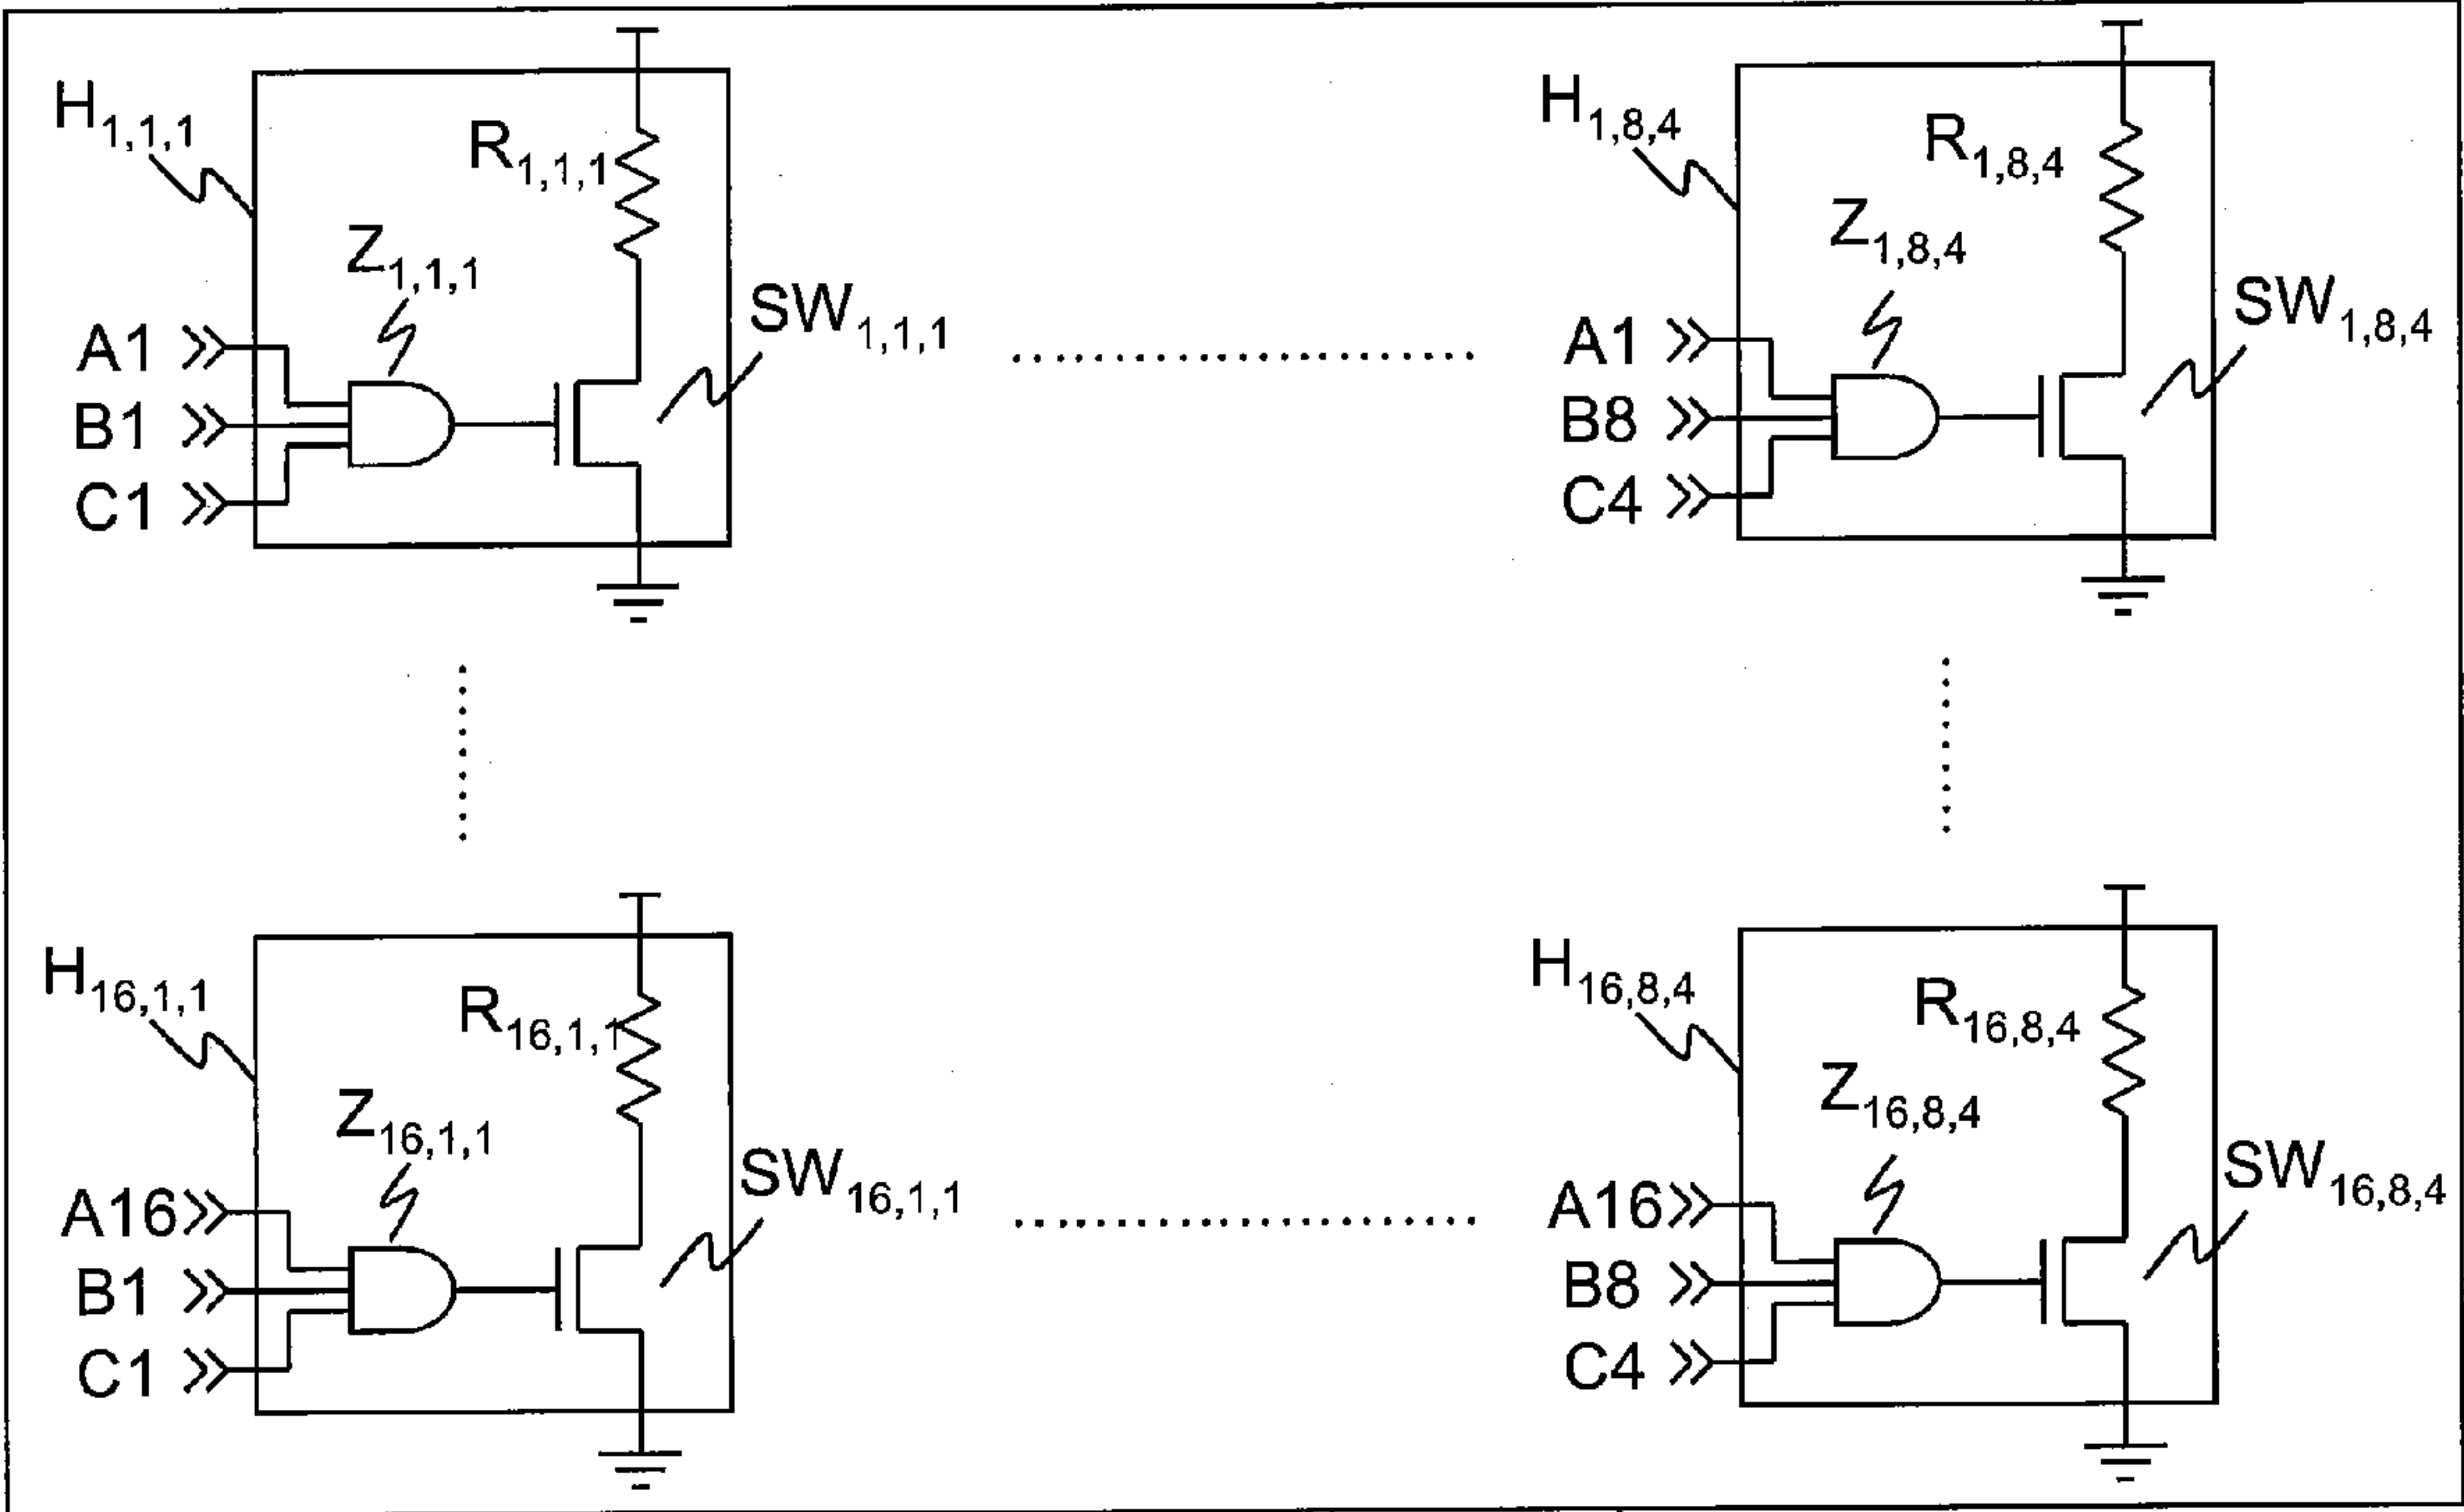 H1,1,1
R1,1,1
Z1,1,1
SW1,1,1
A1
B1
C1
H1,8,4
R1,8,4
Z1,8,4
SW1,8,4
A1
B8
C4
H16,1,1
R16,1,1
Z16,1,1
SW16,1,1
A16
B1
C1
H16,8,4
R16,8,4
Z16,8,4
SW16,8,4
A16
B8
C4